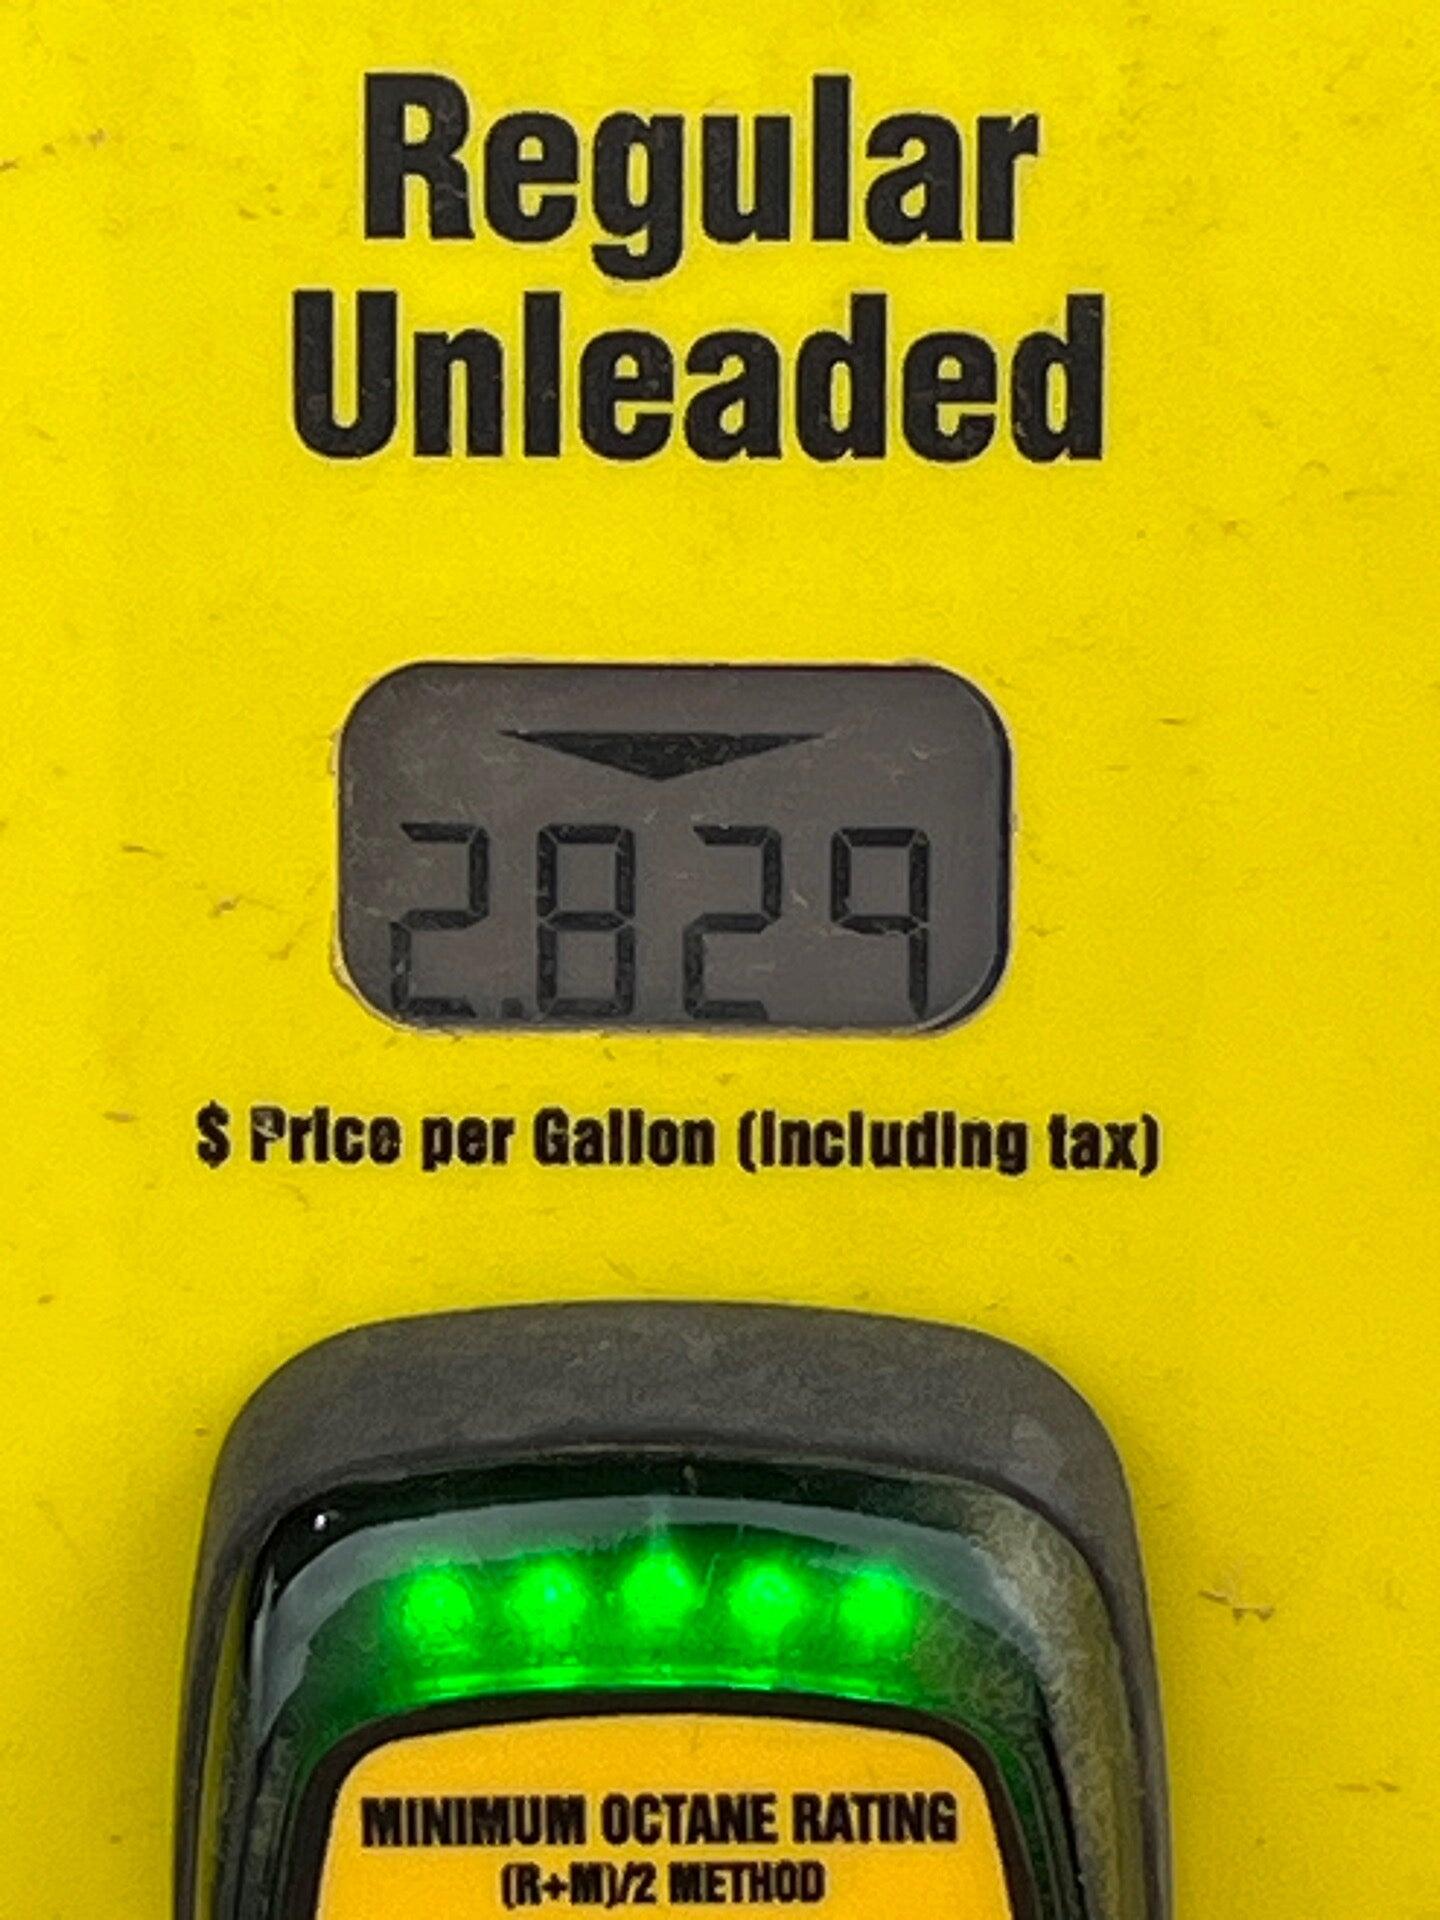 Regular
Unleaded
2.829
$ Price per Gallon (including tax)
MINIMUM OCTANE RATING
(R+M)/2 METHOD